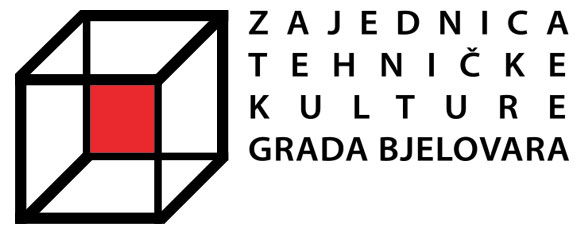 ZAJEDNICA
TEHNIČKE
KULTURE
GRADA BJELOVARA